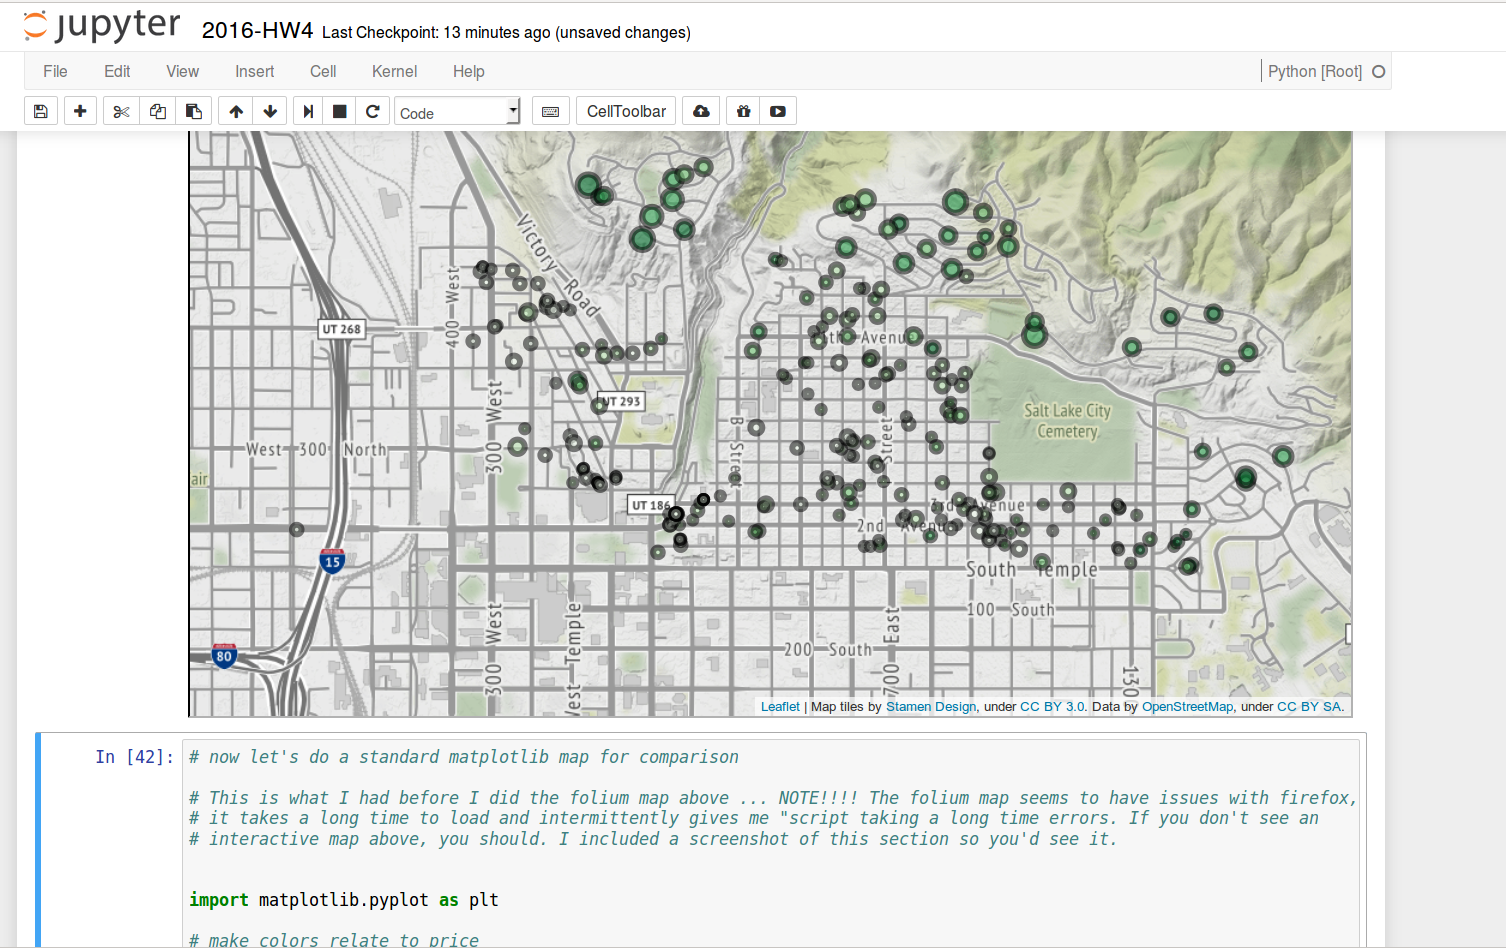 jupyter 2016-HW4 Last Checkpoint: 13 minutes ago (unsaved changes)
File Edit View Insert Cell Kernel Help Python [Root]
Code CellToolbar
Victory Road
400 West
UT 268
Avenue
UT 293
300 West
Salt Lake City
Cemetery
B Street
Street
West 300 North
air
UT 186
3rd Avenue
2nd Avenue
15
South Temple
100 South
300 West
West Temple
700 East
200 South
80
130
Leaflet | Map tiles by Stamen Design, under CC BY 3.0. Data by OpenStreetMap, under CC BY SA.
In [42]:
# now let's do a standard matplotlib map for comparison
# This is what I had before I did the folium map above ... NOTE!!!! The folium map seems to have issues with firefox,
# it takes a long time to load and intermittently gives me "script taking a long time errors. If you don't see an
# interactive map above, you should. I included a screenshot of this section so you'd see it.
import matplotlib.pyplot as plt
# make colors relate to price